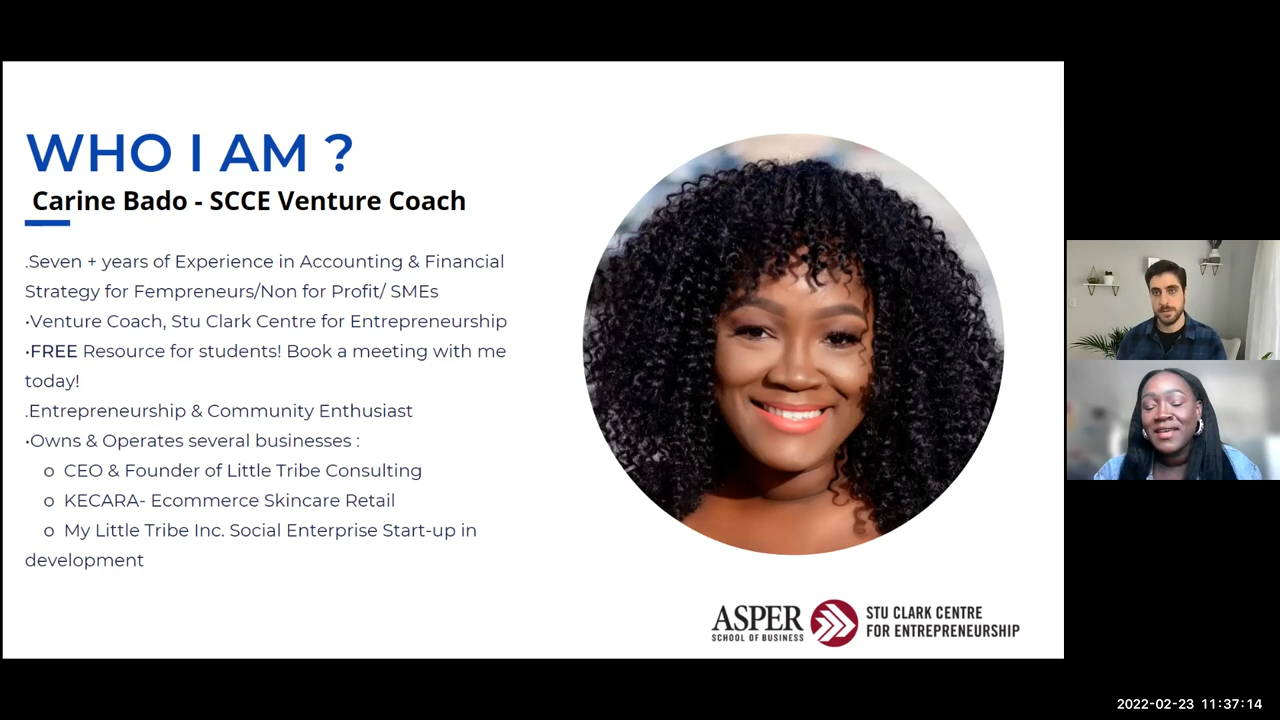 WHO I AM ?
Carine Bado - SCCE Venture Coach
.Seven + years of Experience in Accounting & Financial
Strategy for Fempreneurs/Non for Profit/ SMEs
•Venture Coach, Stu Clark Centre for Entrepreneurship
•FREE Resource for students! Book a meeting with me
today!
.Entrepreneurship & Community Enthusiast
•Owns & Operates several businesses :
o CEO & Founder of Little Tribe Consulting
o KECARA- Ecommerce Skincare Retail
o My Little Tribe Inc. Social Enterprise Start-up in
development
ASPER
SCHOOL OF BUSINESS
STU CLARK CENTRE
FOR ENTREPRENEURSHIP
2022-02-23 11:37:14